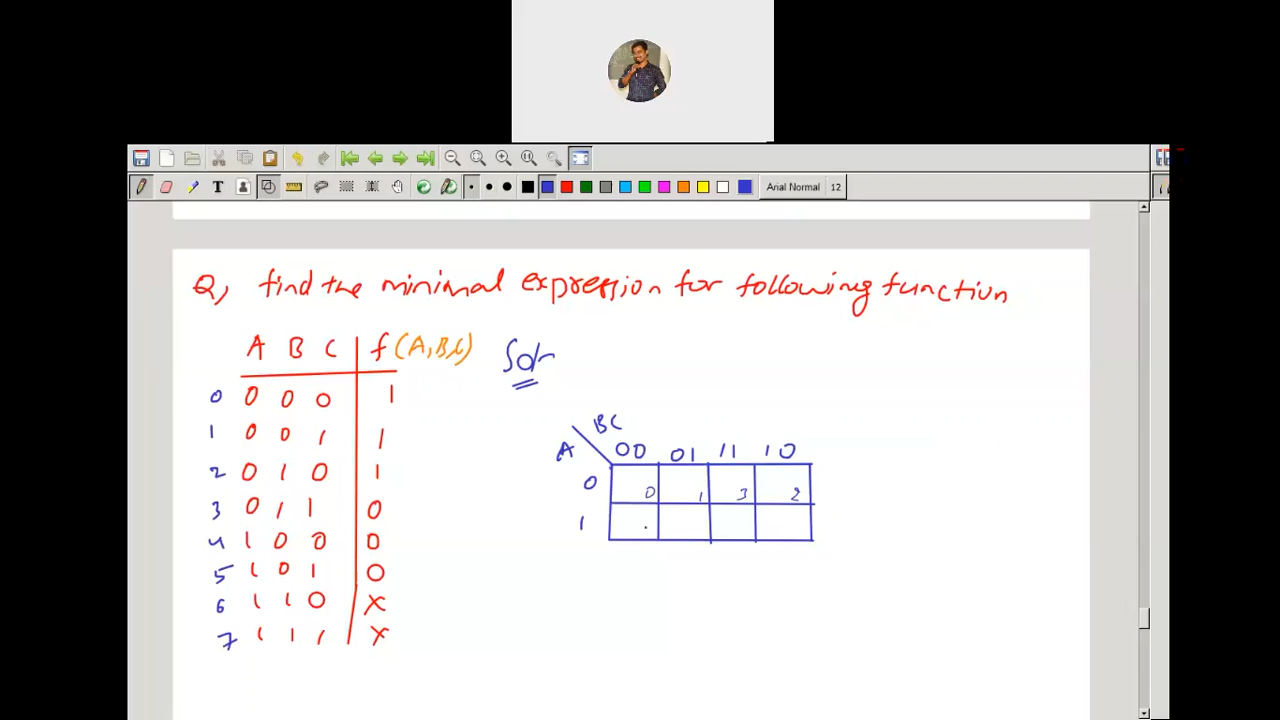 Arial Normal 12
Q, find the minimal expression for following function
A B C f (A,B,C)
Soln
0 0 0 0 1
1 0 0 1 1
2 0 1 0 1
3 0 1 1 0
4 1 0 0 0
5 1 0 1 0
6 1 1 0 x
7 1 1 1 x
BC
A 00 01 11 10
0 0 1 3 2
1